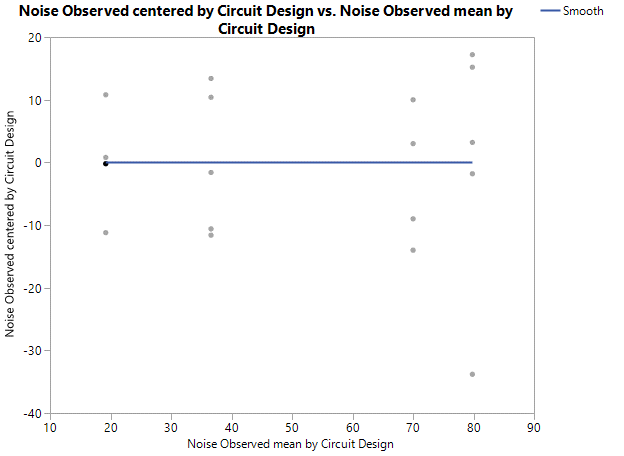 Noise Observed centered by Circuit Design vs. Noise Observed mean by
Circuit Design
Smooth
Noise Observed centered by Circuit Design
20
10
0
-10
-20
-30
-40
10 20 30 40 50 60 70 80 90
Noise Observed mean by Circuit Design